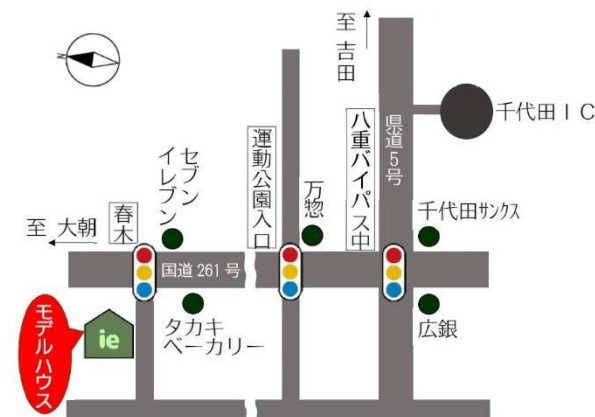 至 吉田
N
千代田IC
県道5号
八重バイパス中
運動公園入口
万惣
セブン
イレブン
千代田サンクス
春木
至 大朝
国道261号
タカキ
ベーカリー
広銀
モデルハウス
ie